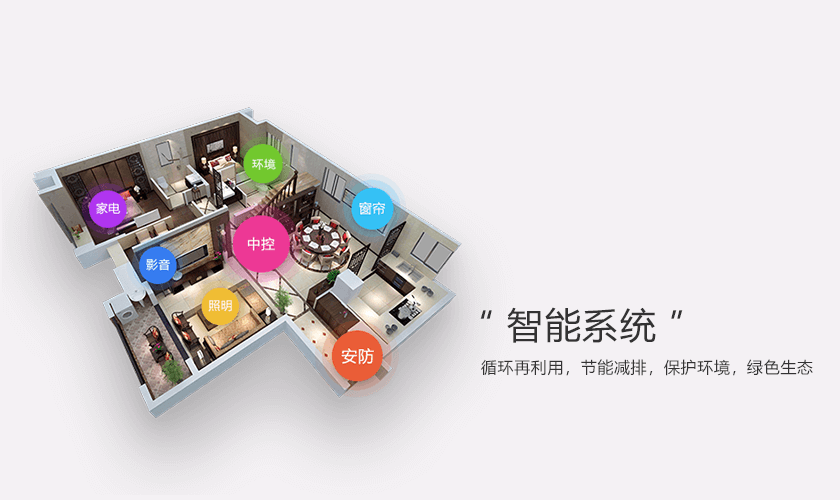 环境
家电
窗帘
中控
影音
照明
安防
“ 智能系统 ”
循环再利用，节能减排，保护环境，绿色生态